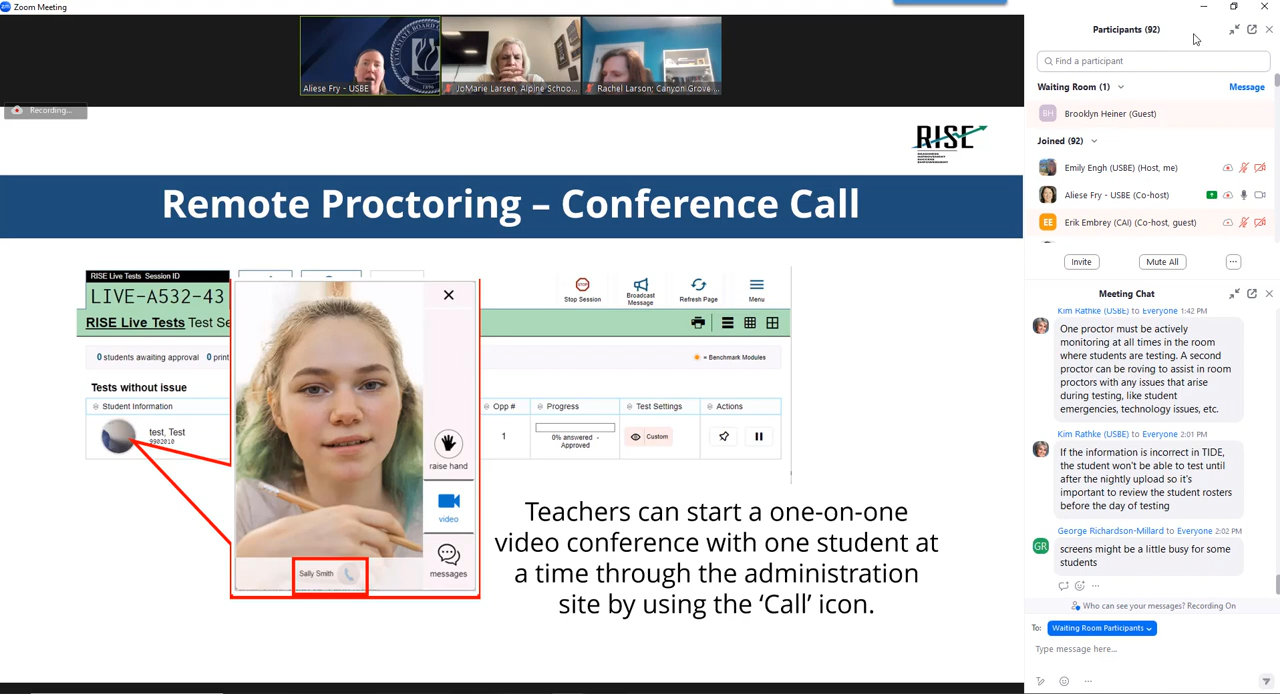 Zoom Meeting
Aliese Fry - USBE
JoMarie Larsen, Alpine Schoo...
Rachel Larson; Canyon Grove ...
Recording...
RISE
Remote Proctoring – Conference Call
RISE Live Tests Session ID
LIVE-A532-43
RISE Live Tests Test Se
Stop Session
Broadcast
Message
Refresh Page
Menu
0 students awaiting approval 0 print
= Benchmark Modules
Tests without issue
Student Information
Opp #
Progress
Test Settings
Actions
test, Test
9902010
1
0% answered -
Approved
Custom
raise hand
video
messages
Sally Smith
Teachers can start a one-on-one
video conference with one student at
a time through the administration
site by using the ‘Call’ icon.
Participants (92)
Find a participant
Waiting Room (1)
Message
BH
Brooklyn Heiner (Guest)
Joined (92)
Emily Engh (USBE) (Host, me)
Aliese Fry - USBE (Co-host)
EE
Erik Embrey (CAI) (Co-host, guest)
Invite
Mute All
...
Meeting Chat
Kim Rathke (USBE) to Everyone 1:42 PM
One proctor must be actively
monitoring at all times in the room
where students are testing. A second
proctor can be roving to assist in room
proctors with any issues that arise
during testing, like student
emergencies, technology issues, etc.
Kim Rathke (USBE) to Everyone 2:01 PM
If the information is incorrect in TIDE,
the student won't be able to test until
after the nightly upload so it's
important to review the student rosters
before the day of testing
George Richardson-Millard to Everyone 2:02 PM
GR
screens might be a little busy for some
students
Who can see your messages? Recording On
To:
Waiting Room Participants
Type message here...